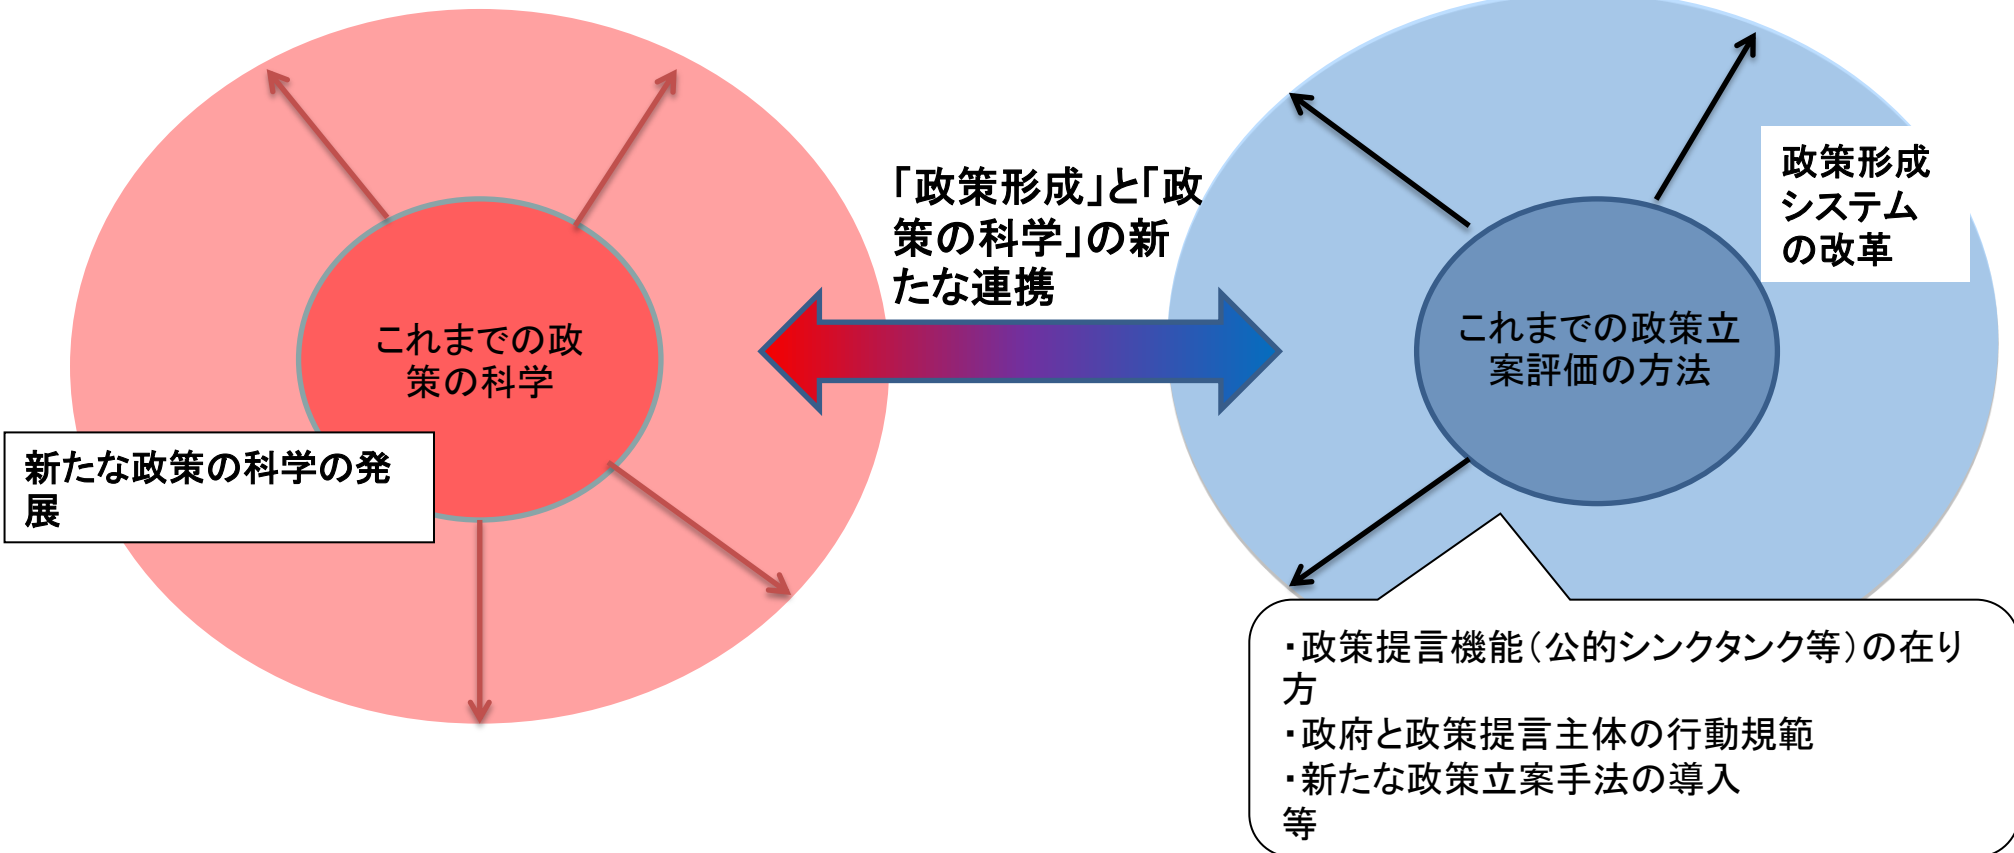 「政策形成」と「政
策の科学」の新
たな連携
政策形成
システム
の改革
これまでの政
策の科学
これまでの政策立
案評価の方法
新たな政策の科学の発
展
・政策提言機能（公的シンクタンク等）の在り
方
・政府と政策提言主体の行動規範
・新たな政策立案手法の導入
等